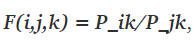 F(i,j,k) = P_ik/P_jk,